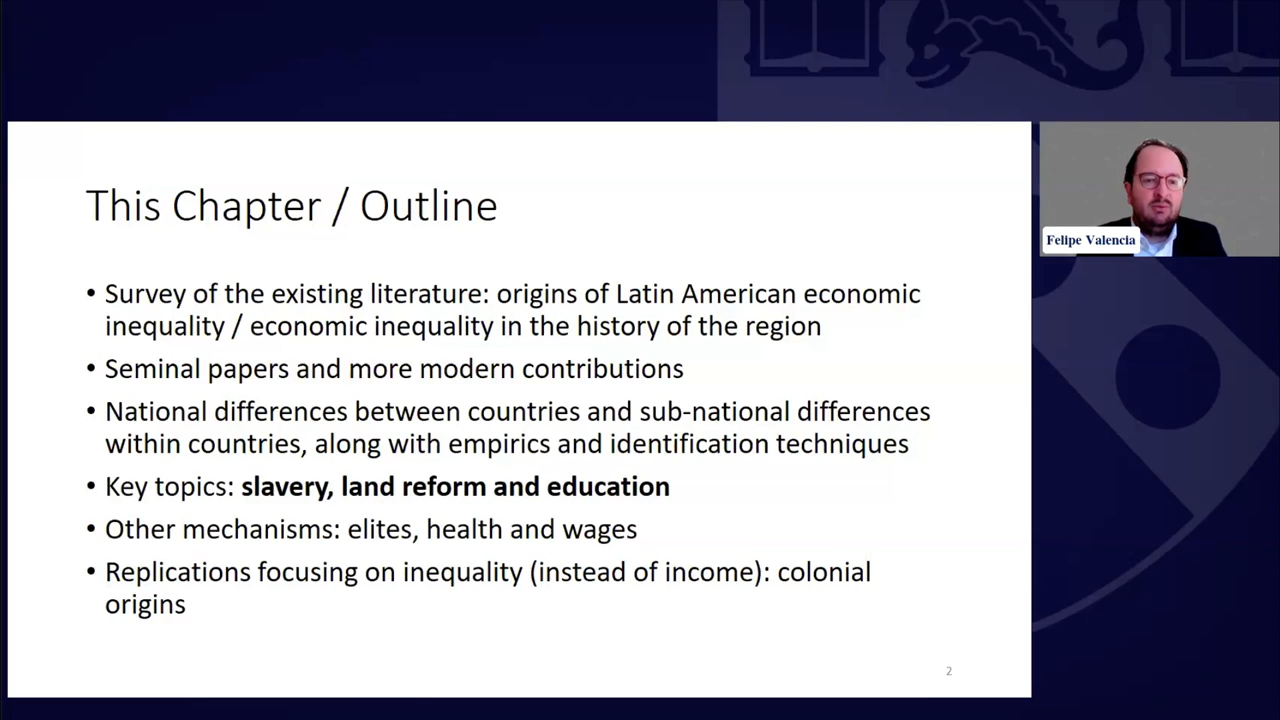 This Chapter / Outline
• Survey of the existing literature: origins of Latin American economic
inequality / economic inequality in the history of the region
• Seminal papers and more modern contributions
• National differences between countries and sub-national differences
within countries, along with empirics and identification techniques
• Key topics: slavery, land reform and education
• Other mechanisms: elites, health and wages
• Replications focusing on inequality (instead of income): colonial
origins
2
Felipe Valencia